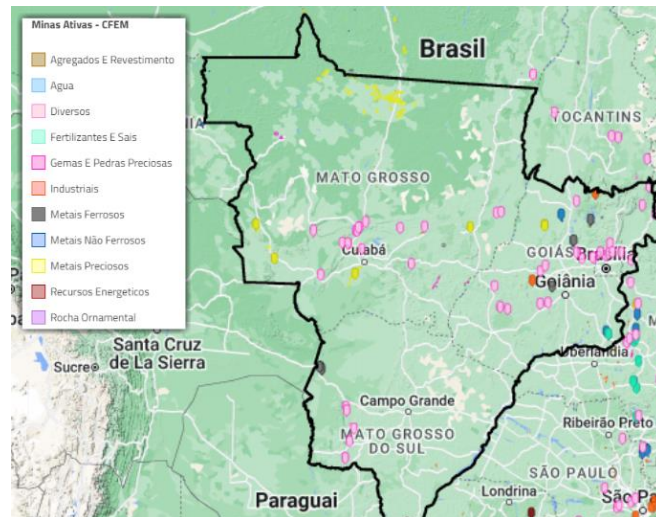 Minas Ativas - CFEM
Agregados E Revestimento
Agua
Diversos
Fertilizantes E Sais
Gemas E Pedras Preciosas
Industriais
Metais Ferrosos
Metais Não Ferrosos
Metais Preciosos
Recursos Energeticos
Rocha Ornamental
Brasil
TOCANTINS
MATO GROSSO
Cuiabá
GOIÁS
Brasília
Goiânia
Santa Cruz
de La Sierra
Sucre
Uberlandia
Campo Grande
MATO GROSSO
DO SUL
Ribeirão Preto
SÃO PAULO
Paraguai
Londrina
São Pa